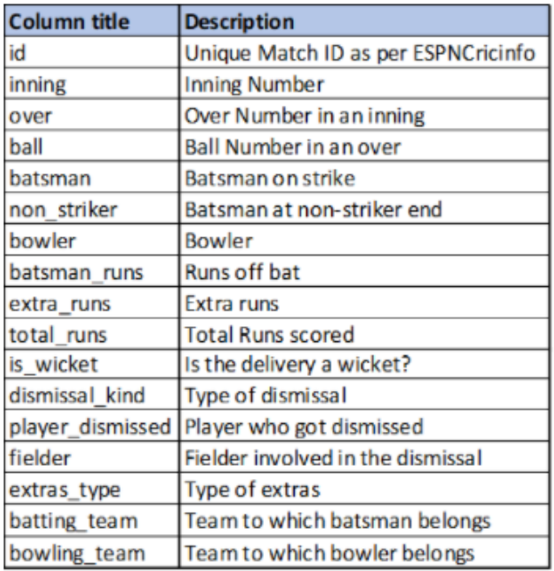 Column title Description
id Unique Match ID as per ESPNCricinfo
inning Inning Number
over Over Number in an inning
ball Ball Number in an over
batsman Batsman on strike
non_striker Batsman at non-striker end
bowler Bowler
batsman_runs Runs off bat
extra_runs Extra runs
total_runs Total Runs scored
is_wicket Is the delivery a wicket?
dismissal_kind Type of dismissal
player_dismissed Player who got dismissed
fielder Fielder involved in the dismissal
extras_type Type of extras
batting_team Team to which batsman belongs
bowling_team Team to which bowler belongs